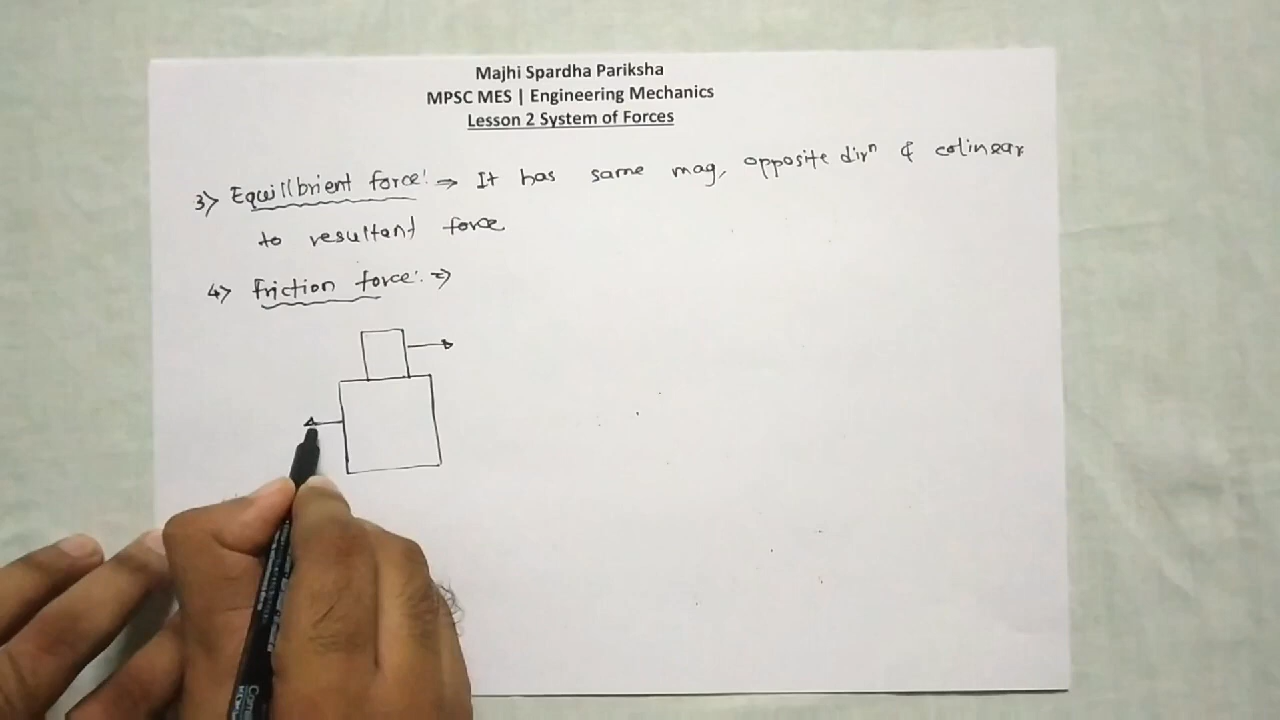 Majhi Spardha Pariksha
MPSC MES | Engineering Mechanics
Lesson 2 System of Forces
3> Equillbrient force: ⇒ It has same mag, opposite dirⁿ & colinear
to resultant force
4> friction force: ⇒